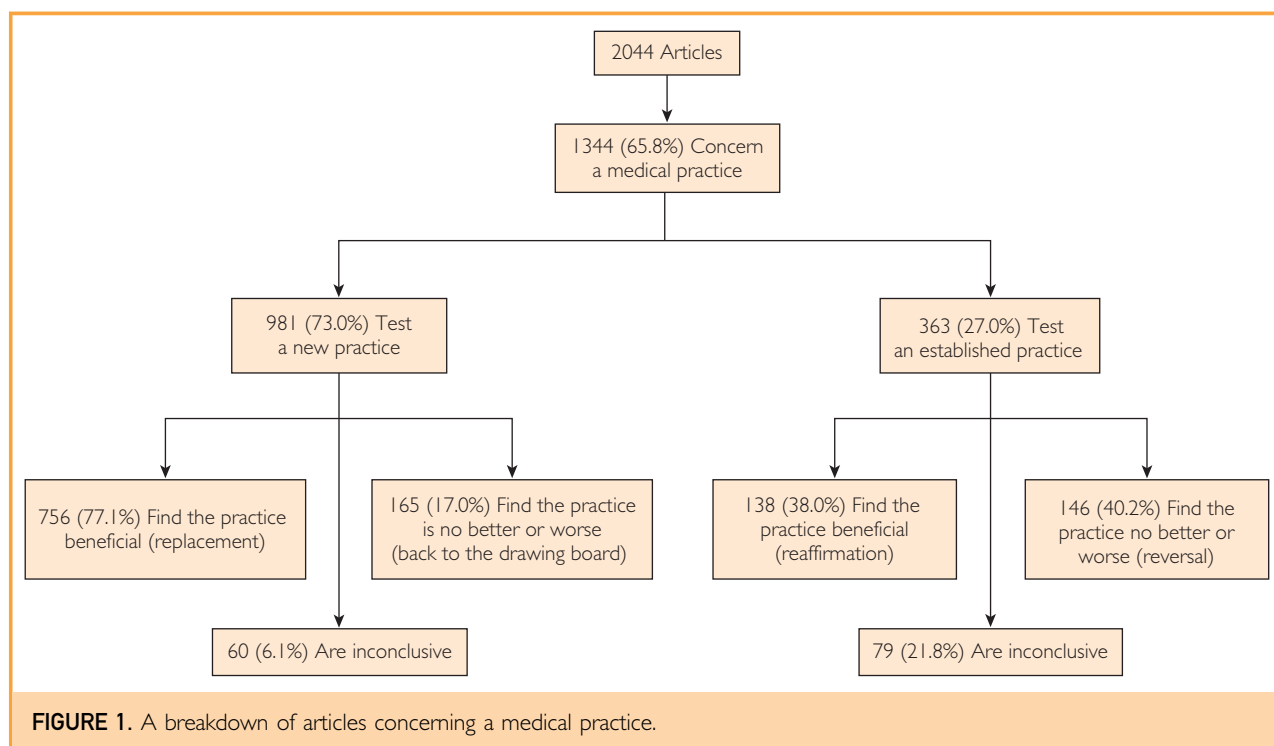 2044 Articles
1344 (65.8%) Concern
a medical practice
981 (73.0%) Test
a new practice
363 (27.0%) Test
an established practice
756 (77.1%) Find the practice
beneficial (replacement)
165 (17.0%) Find the practice
is no better or worse
(back to the drawing board)
138 (38.0%) Find the
practice beneficial
(reaffirmation)
146 (40.2%) Find the
practice no better or
worse (reversal)
60 (6.1%) Are inconclusive
79 (21.8%) Are inconclusive
FIGURE 1. A breakdown of articles concerning a medical practice.